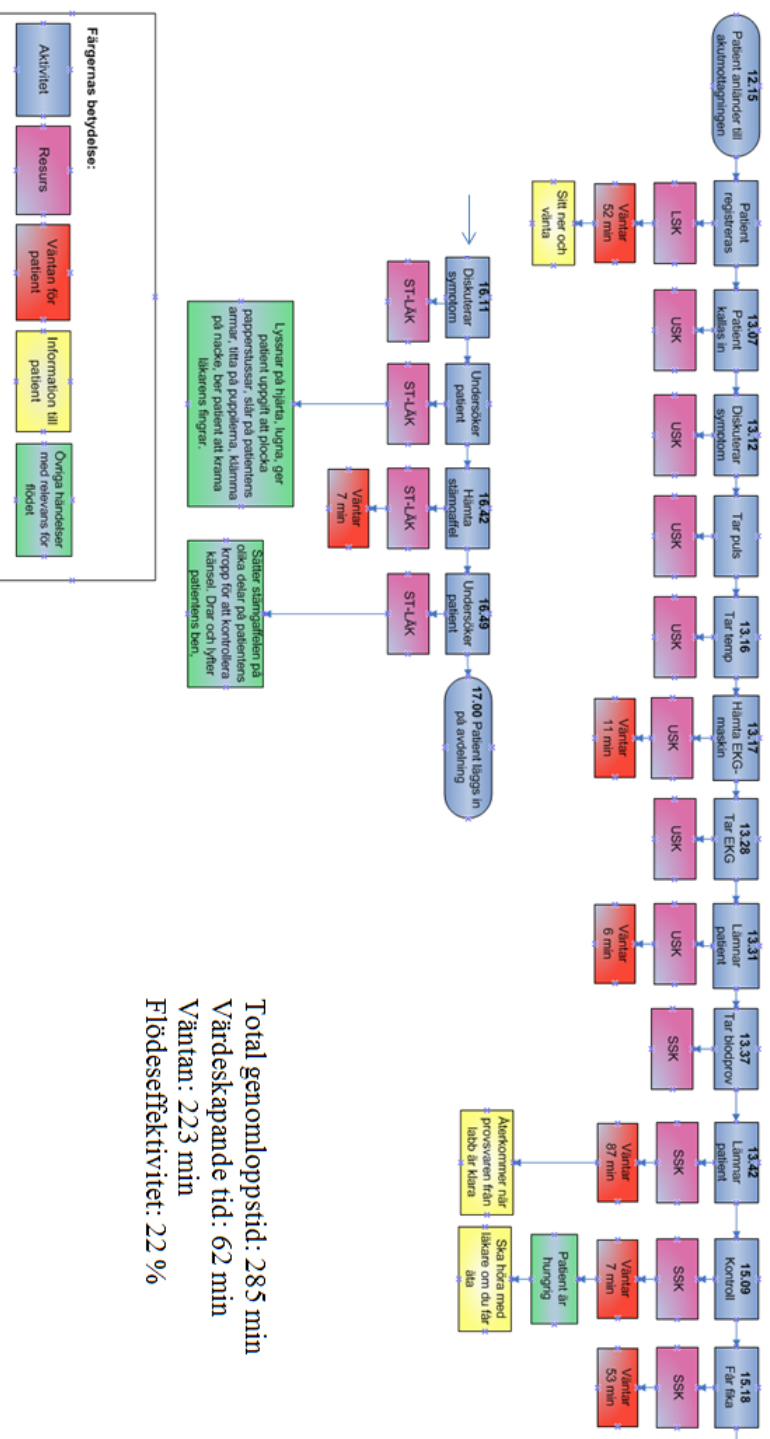 12.15
Patient anländer till
akutmottagningen
Patient
registreras
LSK
Väntar
52 min
Sitt ner och
vänta
13.07
Patient
kallas in
USK
13.12
Diskuterar
symotom
USK
Tar puls
USK
13.16
Tar temp
USK
13.17
Hämta EKG-
maskin
USK
Väntar
11 min
13.28
Tar EKG
USK
13.31
Lämnar
patient
USK
Väntar
6 min
13.37
Tar blodprov
SSK
13.42
Lämnar
patient
SSK
Väntar
87 min
Återkommer när
provsvaren från
labb är klara
15.09
Kontroll
SSK
Väntar
7 min
Patient är
hungrig
Ska höra med
läkare om du får
äta
15.18
Får fika
SSK
Väntar
53 min
16.11
Diskuterar
symotom
ST-LÄK
Undersöker
patient
ST-LÄK
Lyssnar på hjärta, lugna, ger
patient uppgift att plocka
papperstussar, slår på patientens
armar, titta på pupillerna, klämma
på nacke, ber patient att krama
läkarens fingrar.
16.42
Hämta
stämgaffel
ST-LÄK
Väntar
7 min
16.49
Undersöker
patient
ST-LÄK
Sätter stämgaffelen på
olika delar på patientens
kropp för att kontrollera
känsel. Drar och lyfter
patientens ben,
17.00 Patient läggs in
på avdelning
Färgernas betydelse:
Aktivitet
Resurs
Väntan för
patient
Information till
patient
Övriga händelser
med relevans för
flödet
Total genomloppstid: 285 min
Värdeskapande tid: 62 min
Väntan: 223 min
Flödeseffektivitet: 22 %